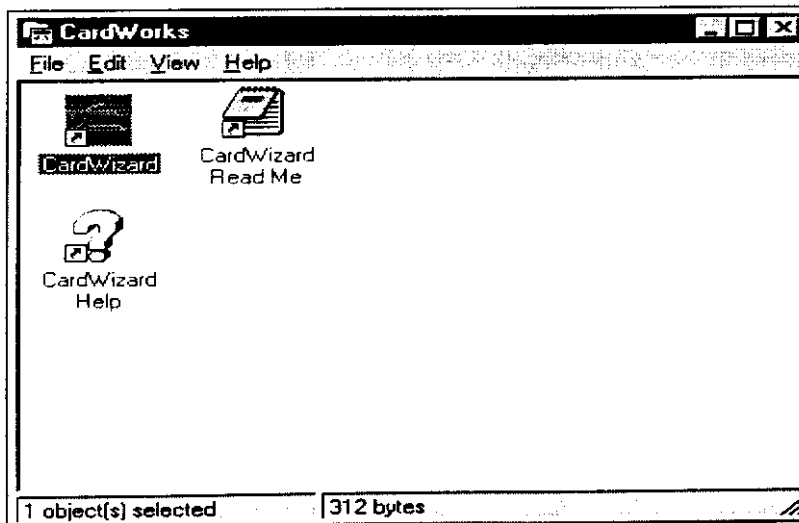 CardWorks
File Edit View Help
CardWizard
CardWizard
Read Me
CardWizard
Help
1 object(s) selected
312 bytes